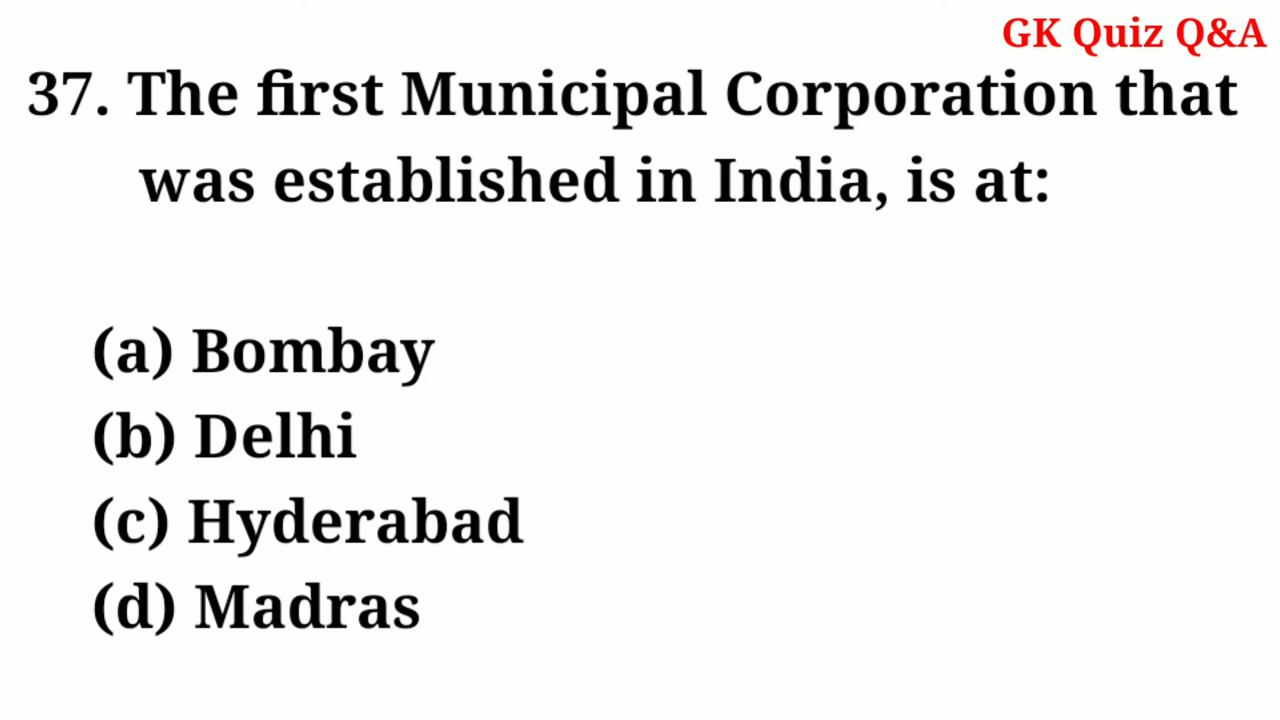 GK Quiz Q&A
37. The first Municipal Corporation that
was established in India, is at:
(a) Bombay
(b) Delhi
(c) Hyderabad
(d) Madras